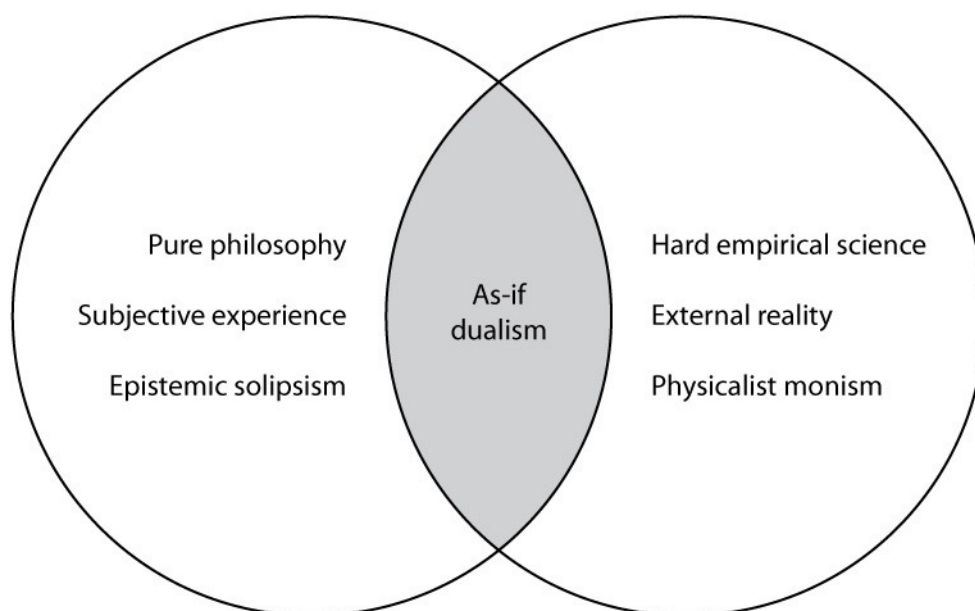 Pure philosophy
Subjective experience
Epistemic solipsism
As-if
dualism
Hard empirical science
External reality
Physicalist monism